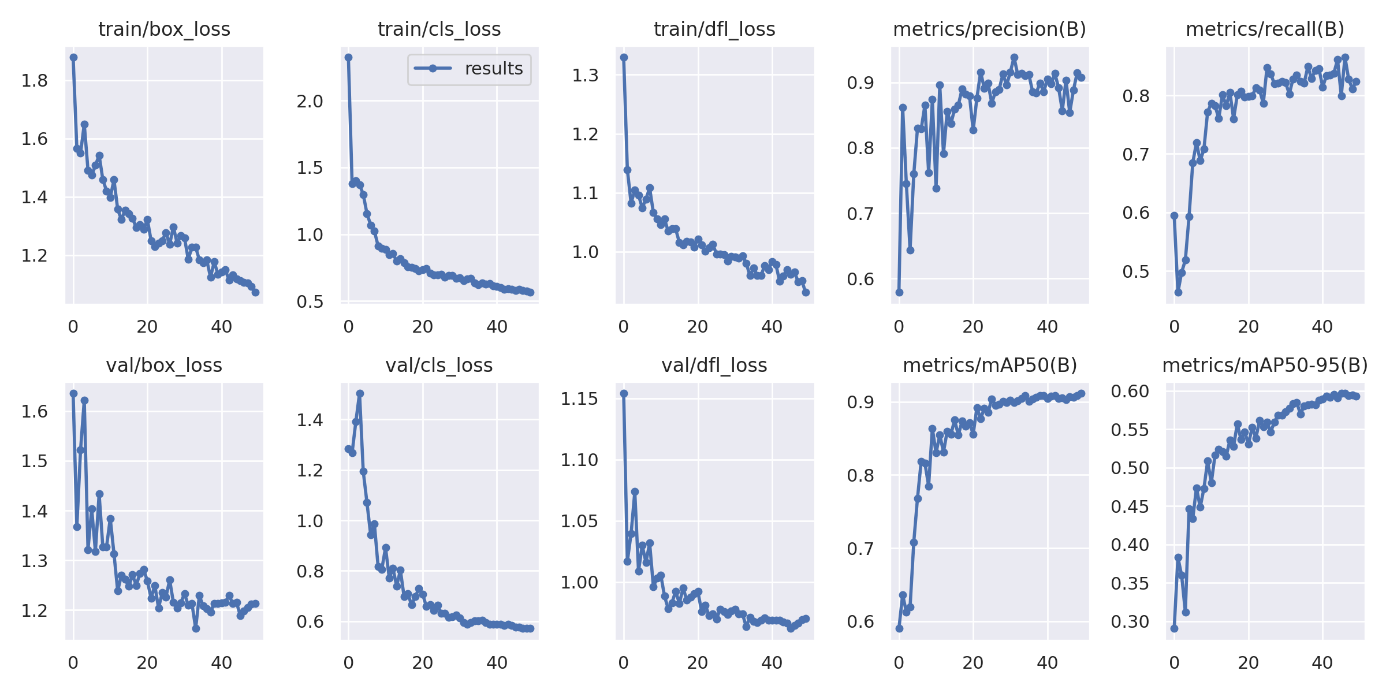 train/box_loss
train/cls_loss
train/dfl_loss
metrics/precision(B)
metrics/recall(B)
results
1.8
1.6
1.4
1.2
0 20 40
2.0
1.5
1.0
0.5
0 20 40
1.3
1.2
1.1
1.0
0 20 40
0.9
0.8
0.7
0.6
0 20 40
0.8
0.7
0.6
0.5
0 20 40
val/box_loss
val/cls_loss
val/dfl_loss
metrics/mAP50(B)
metrics/mAP50-95(B)
1.6
1.5
1.4
1.3
1.2
0 20 40
1.4
1.2
1.0
0.8
0.6
0 20 40
1.15
1.10
1.05
1.00
0 20 40
0.9
0.8
0.7
0.6
0 20 40
0.60
0.55
0.50
0.45
0.40
0.35
0.30
0 20 40